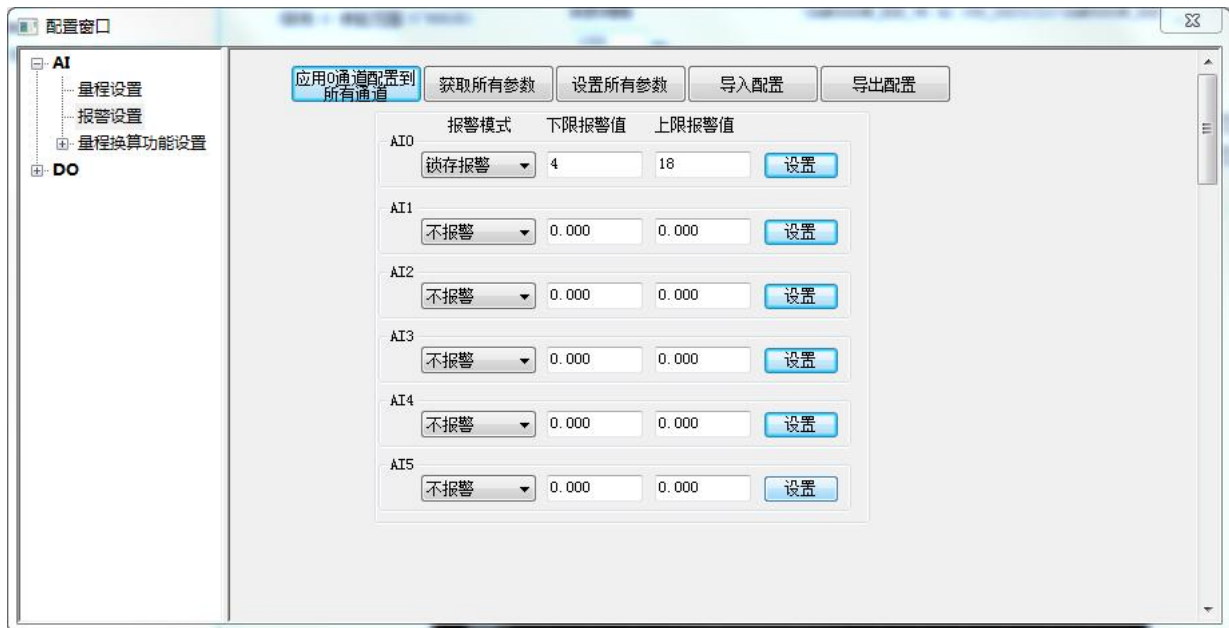 配置窗口
AI
量程设置
报警设置
量程换算功能设置
DO
应用0通道配置到
所有通道
获取所有参数
设置所有参数
导入配置
导出配置
报警模式 下限报警值 上限报警值
AI0
锁存报警 4 18 设置
AI1
不报警 0.000 0.000 设置
AI2
不报警 0.000 0.000 设置
AI3
不报警 0.000 0.000 设置
AI4
不报警 0.000 0.000 设置
AI5
不报警 0.000 0.000 设置